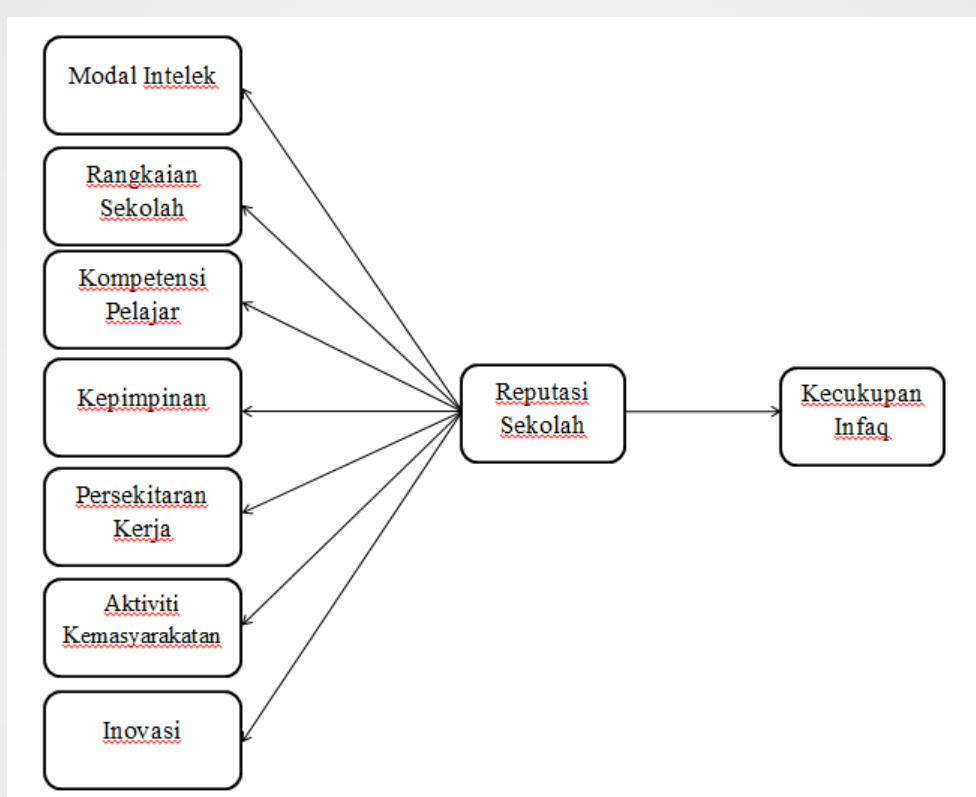 Modal Intelek
Rangkaian
Sekolah
Kompetensi
Pelajar
Kepimpinan
Persekitaran
Kerja
Aktiviti
Kemasyarakatan
Inovasi
Reputasi
Sekolah
Kecukupan
Infaq